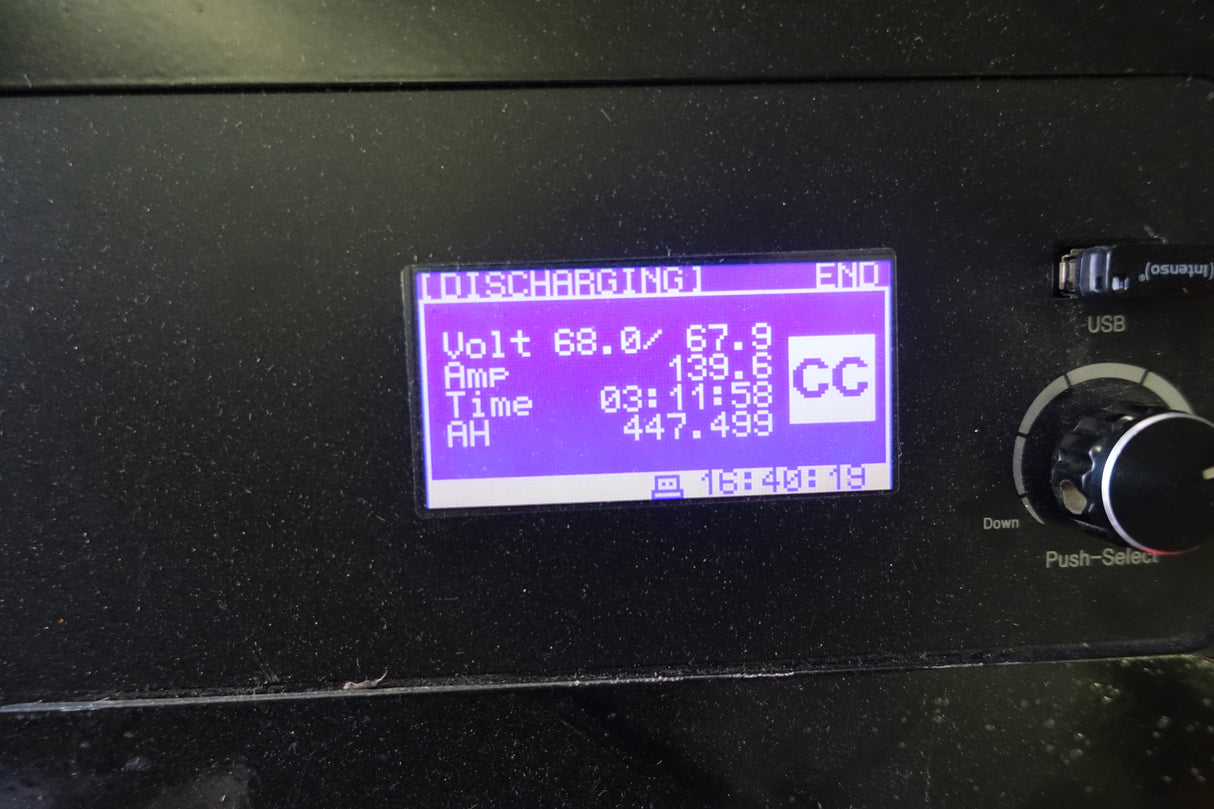 [DISCHARGING] END
Volt 68.0/ 67.9
Amp 139.6
CC
Time 03:11:58
AH 447.499
16:40:19
(intenso)®
USB
Down
Push-Select